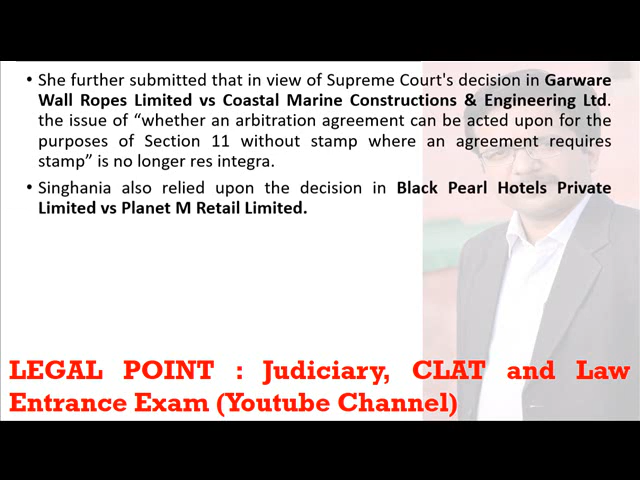 • She further submitted that in view of Supreme Court's decision in Garware
Wall Ropes Limited vs Coastal Marine Constructions & Engineering Ltd.
the issue of “whether an arbitration agreement can be acted upon for the
purposes of Section 11 without stamp where an agreement requires
stamp” is no longer res integra.
• Singhania also relied upon the decision in Black Pearl Hotels Private
Limited vs Planet M Retail Limited.
LEGAL POINT : Judiciary, CLAT and Law
Entrance Exam (Youtube Channel)